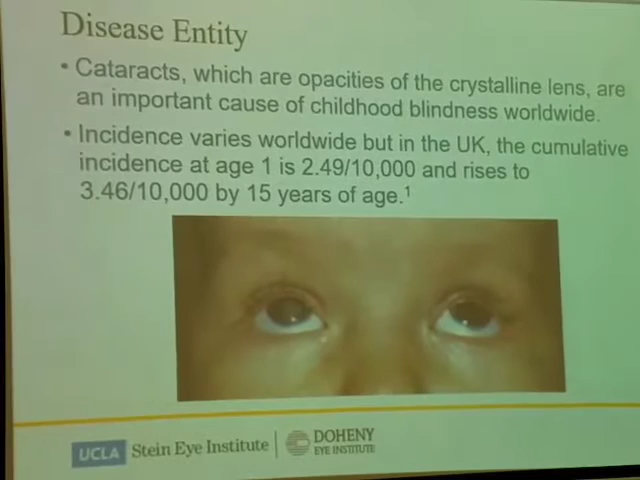 Disease Entity
• Cataracts, which are opacities of the crystalline lens, are
an important cause of childhood blindness worldwide.
• Incidence varies worldwide but in the UK, the cumulative
incidence at age 1 is 2.49/10,000 and rises to
3.46/10,000 by 15 years of age.¹
UCLA Stein Eye Institute DOHENY
EYE INSTITUTE